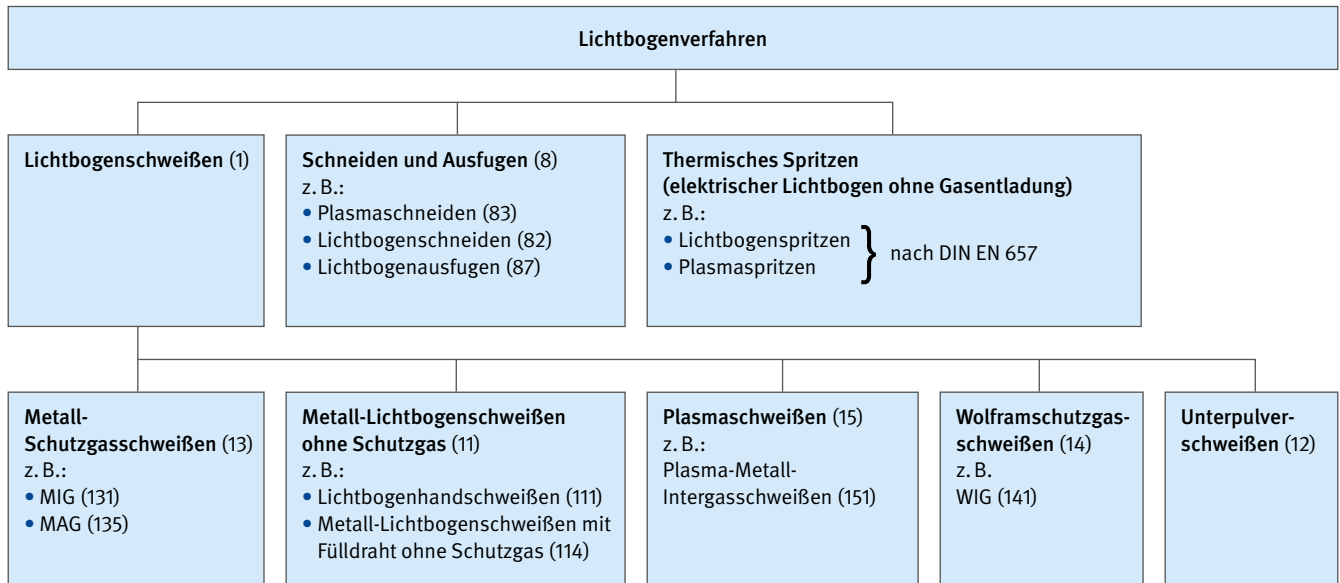 Lichtbogenverfahren
Lichtbogenschweißen (1)
Schneiden und Ausfugen (8)
z. B.:
• Plasmaschneiden (83)
• Lichtbogenschneiden (82)
• Lichtbogenausfugen (87)
Thermisches Spritzen
(elektrischer Lichtbogen ohne Gasentladung)
z. B.:
• Lichtbogenspritzen
• Plasmaspritzen
} nach DIN EN 657
Metall-
Schutzgasschweißen (13)
z. B.:
• MIG (131)
• MAG (135)
Metall-Lichtbogenschweißen
ohne Schutzgas (11)
z. B.:
• Lichtbogenhandschweißen (111)
• Metall-Lichtbogenschweißen mit
Fülldraht ohne Schutzgas (114)
Plasmaschweißen (15)
z. B.:
Plasma-Metall-
Intergasschweißen (151)
Wolframschutzgas-
schweißen (14)
z. B.
WIG (141)
Unterpulver-
schweißen (12)